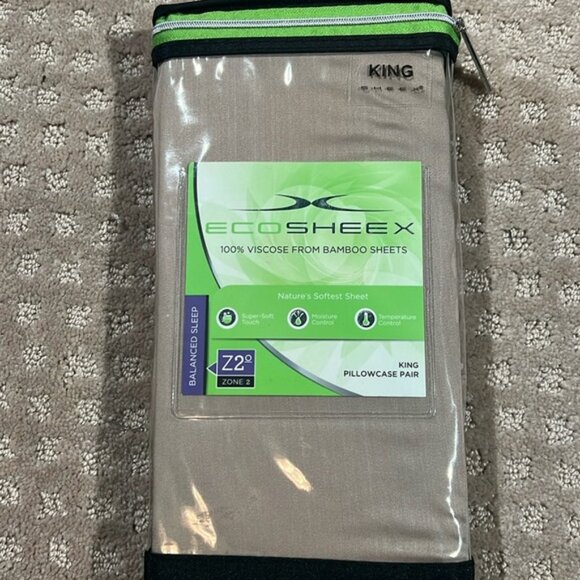 KING
SHEEX®
ECOSHEEX
100% VISCOSE FROM BAMBOO SHEETS
Nature's Softest Sheet
Super-Soft
Touch
Moisture
Control
Temperature
Control
BALANCED SLEEP
Z2°
ZONE 2
KING
PILLOWCASE PAIR